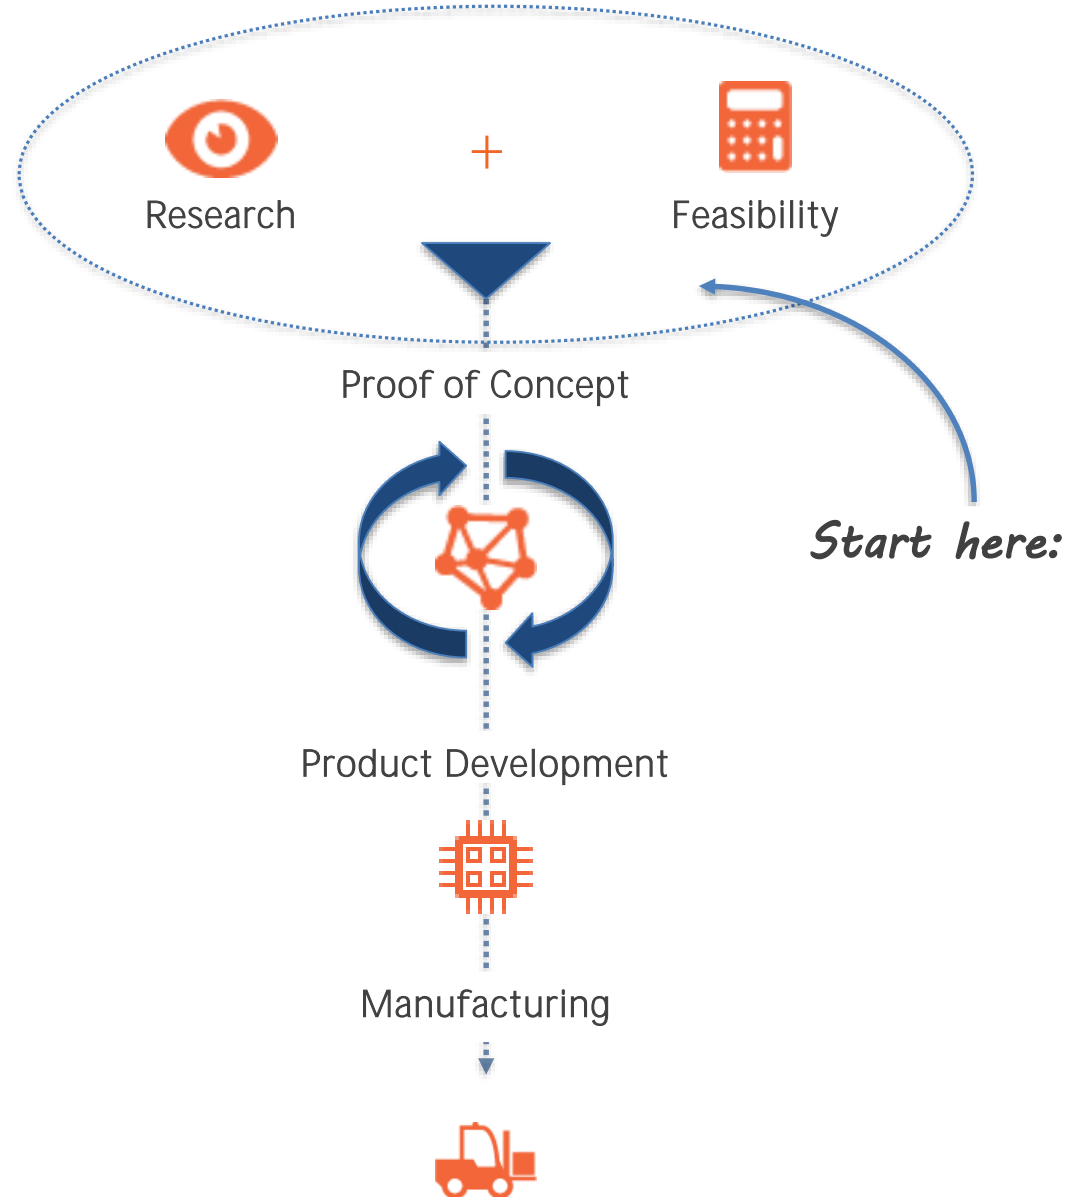 +
Research
Feasibility
Proof of Concept
Start here:
Product Development
Manufacturing